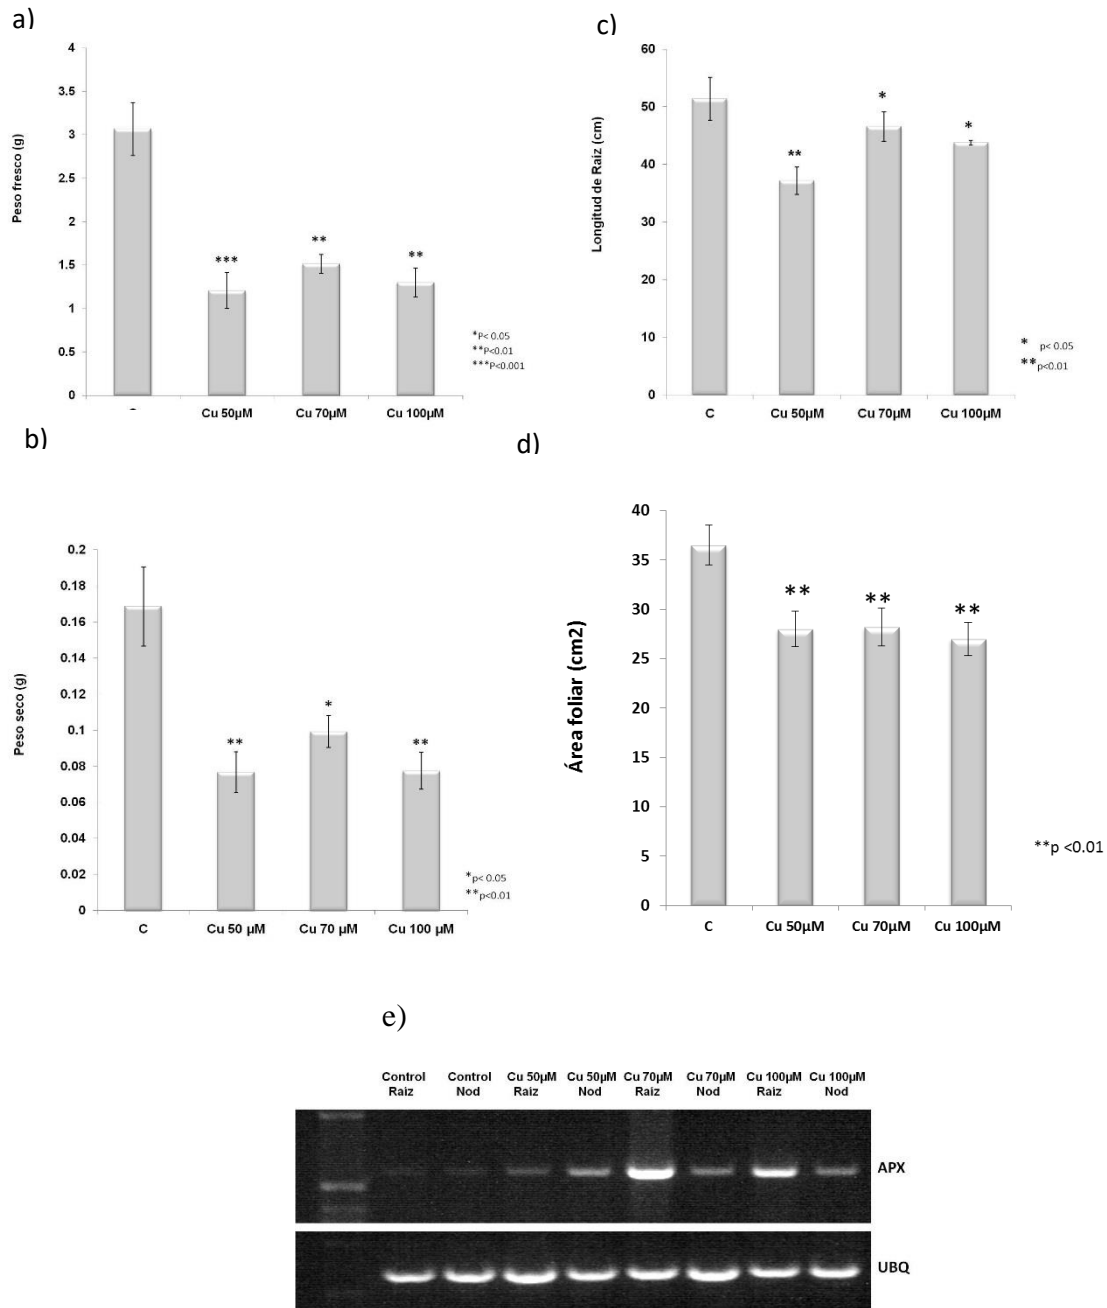 a)
Peso fresco (g)
4
3.5
3
2.5
2
1.5
1
0.5
0
***
**
**
Cu 50µM
Cu 70µM
Cu 100µM
*P< 0.05
**P<0.01
***P<0.001
c)
Longitud de Raiz (cm)
60
50
40
30
20
10
0
**
*
*
C
Cu 50µM
Cu 70µM
Cu 100µM
* p< 0.05
**p<0.01
b)
Peso seco (g)
0.2
0.18
0.16
0.14
0.12
0.1
0.08
0.06
0.04
0.02
0
**
*
**
C
Cu 50 µM
Cu 70 µM
Cu 100 µM
*p< 0.05
**p<0.01
d)
Área foliar (cm2)
40
35
30
25
20
15
10
5
0
**
**
**
C
Cu 50µM
Cu 70µM
Cu 100µM
**p <0.01
e)
Control Raiz
Control Nod
Cu 50µM Raiz
Cu 50µM Nod
Cu 70µM Raiz
Cu 70µM Nod
Cu 100µM Raiz
Cu 100µM Nod
APX
UBQ